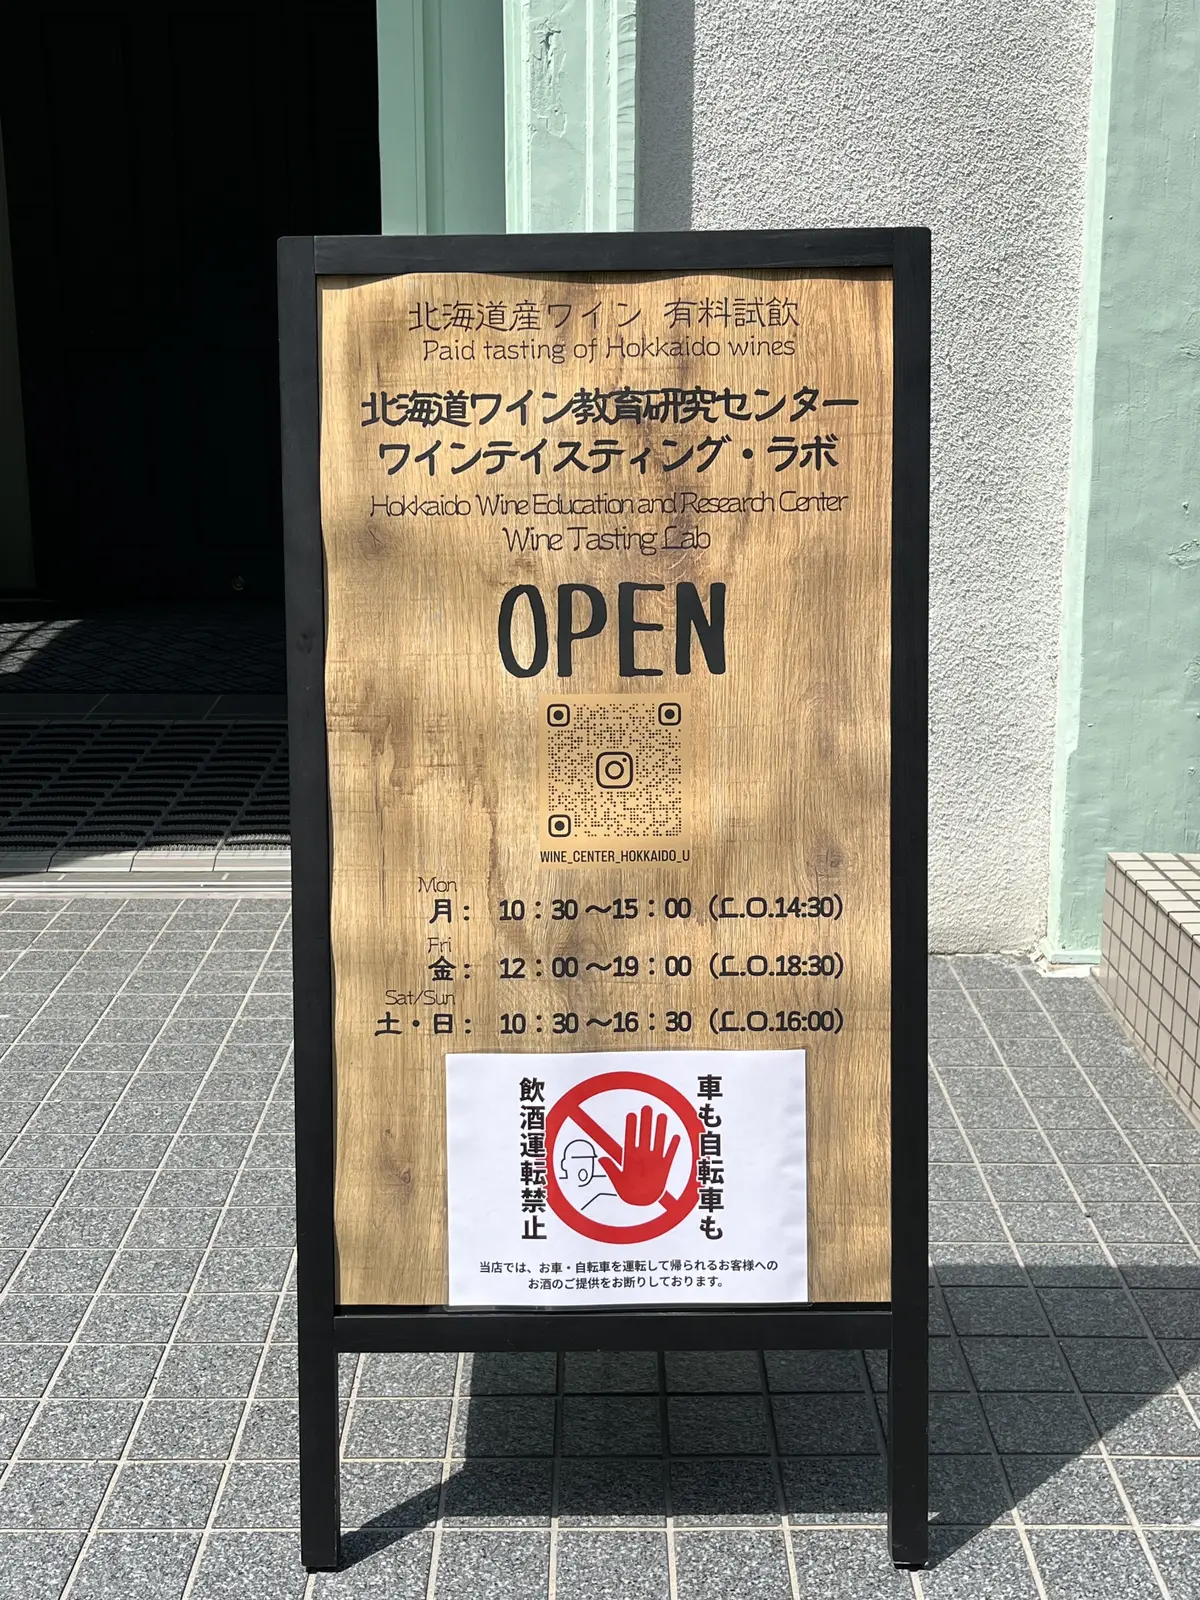 北海道産ワイン 有料試飲
Paid tasting of Hokkaido wines
北海道ワイン教育研究センター
ワインテイスティング・ラボ
Hokkaido Wine Education and Research Center
Wine Tasting Lab
OPEN
WINE_CENTER_HOKKAIDO_U
Mon
月： 10：30～15：00（L.O.14:30）
Fri
金： 12：00～19：00（L.O.18:30）
Sat/Sun
土・日： 10：30～16：30（L.O.16:00）
車も自転車も
飲酒運転禁止
当店では、お車・自転車を運転して帰られるお客様への
お酒のご提供をお断りしております。